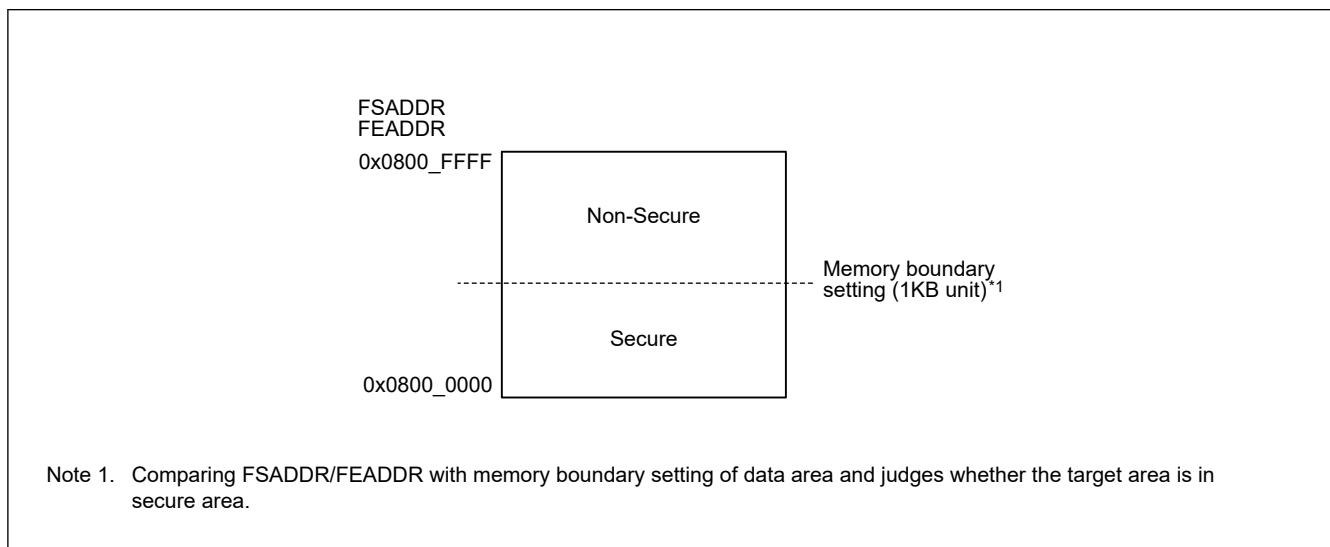 FSADDR
FEADDR
0x0800_FFFF
Non-Secure
Memory boundary
setting (1KB unit)*1
Secure
0x0800_0000
Note 1. Comparing FSADDR/FEADDR with memory boundary setting of data area and judges whether the target area is in
secure area.